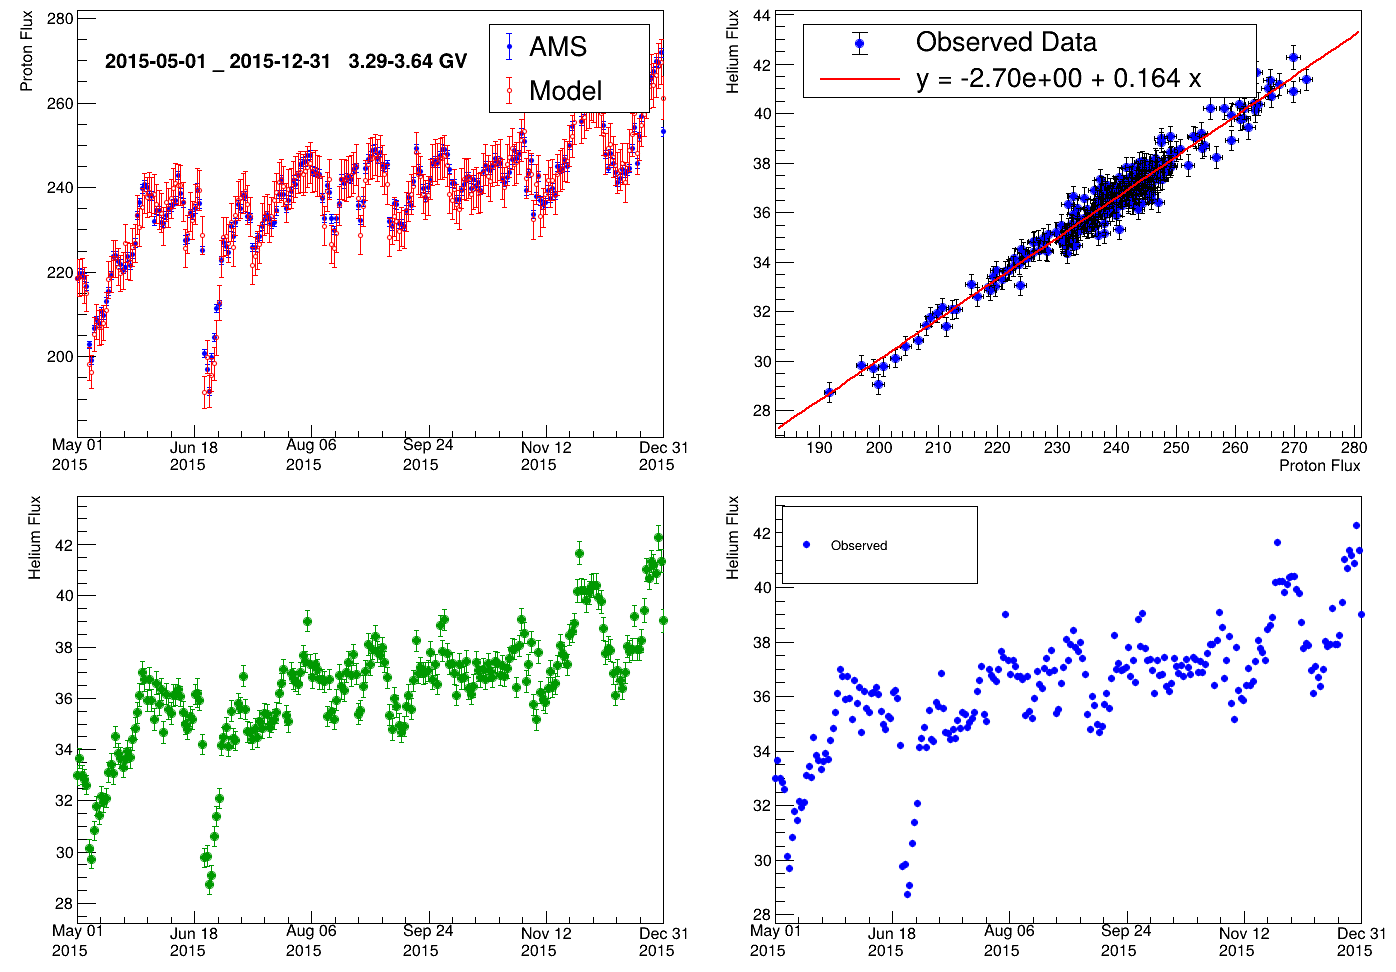 Proton Flux
280
260
240
220
200
2015-05-01 _ 2015-12-31 3.29-3.64 GV
AMS
Model
May 01 Jun 18 Aug 06 Sep 24 Nov 12 Dec 31
2015 2015 2015 2015 2015 2015
Helium Flux
44
42
40
38
36
34
32
30
28
Observed Data
y = -2.70e+00 + 0.164 x
190 200 210 220 230 240 250 260 270 280
Proton Flux
Helium Flux
42
40
38
36
34
32
30
28
May 01 Jun 18 Aug 06 Sep 24 Nov 12 Dec 31
2015 2015 2015 2015 2015 2015
Helium Flux
42
40
38
36
34
32
30
28
Observed
May 01 Jun 18 Aug 06 Sep 24 Nov 12 Dec 31
2015 2015 2015 2015 2015 2015